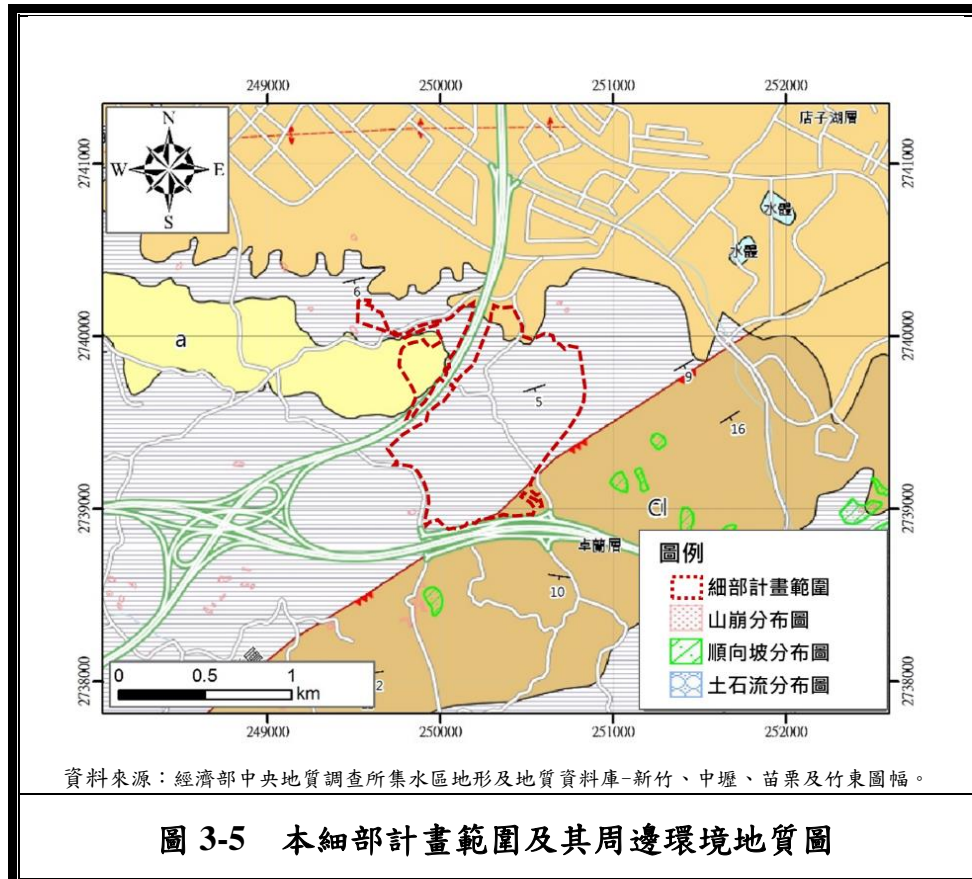 249000 250000 251000 252000
店子湖層
N
W E
S
2741000 2741000
水體
水體
6
2740000 2740000
a
9
5
16
2739000 2739000
Cl
卓蘭層
10
圖例
細部計畫範圍
山崩分布圖
順向坡分布圖
土石流分布圖
2738000 2738000
0 0.5 1
km
2
249000 250000 251000 252000
資料來源：經濟部中央地質調查所集水區地形及地質資料庫-新竹、中壢、苗栗及竹東圖幅。
圖 3-5 本細部計畫範圍及其周邊環境地質圖